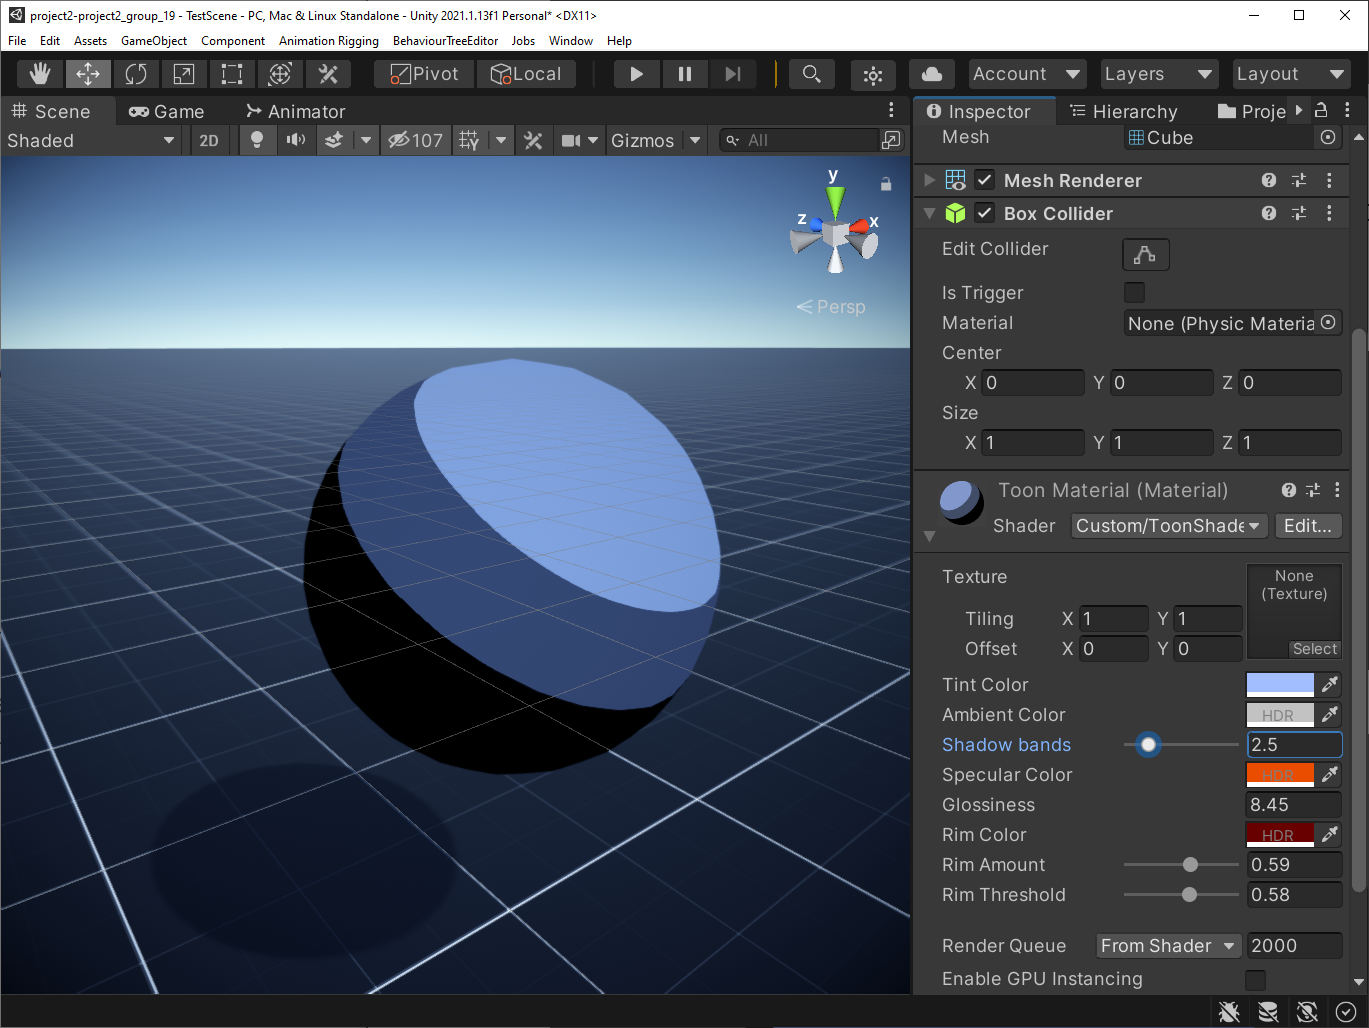 project2-project2_group_19 - TestScene - PC, Mac & Linux Standalone - Unity 2021.1.13f1 Personal* <DX11>
File Edit Assets GameObject Component Animation Rigging BehaviourTreeEditor Jobs Window Help
Pivot Local Account Layers Layout
Scene Game Animator
Inspector Hierarchy Proje
Shaded 2D 107 Gizmos All
Mesh Cube
Mesh Renderer
Box Collider
Edit Collider
Is Trigger
Material None (Physic Materia
Center
X 0 Y 0 Z 0
Size
X 1 Y 1 Z 1
y
z x
Persp
Toon Material (Material)
Shader Custom/ToonShade Edit...
Texture None
(Texture)
Tiling X 1 Y 1
Offset X 0 Y 0
Select
Tint Color
Ambient Color HDR
Shadow bands 2.5
Specular Color HDR
Glossiness 8.45
Rim Color HDR
Rim Amount 0.59
Rim Threshold 0.58
Render Queue From Shader 2000
Enable GPU Instancing